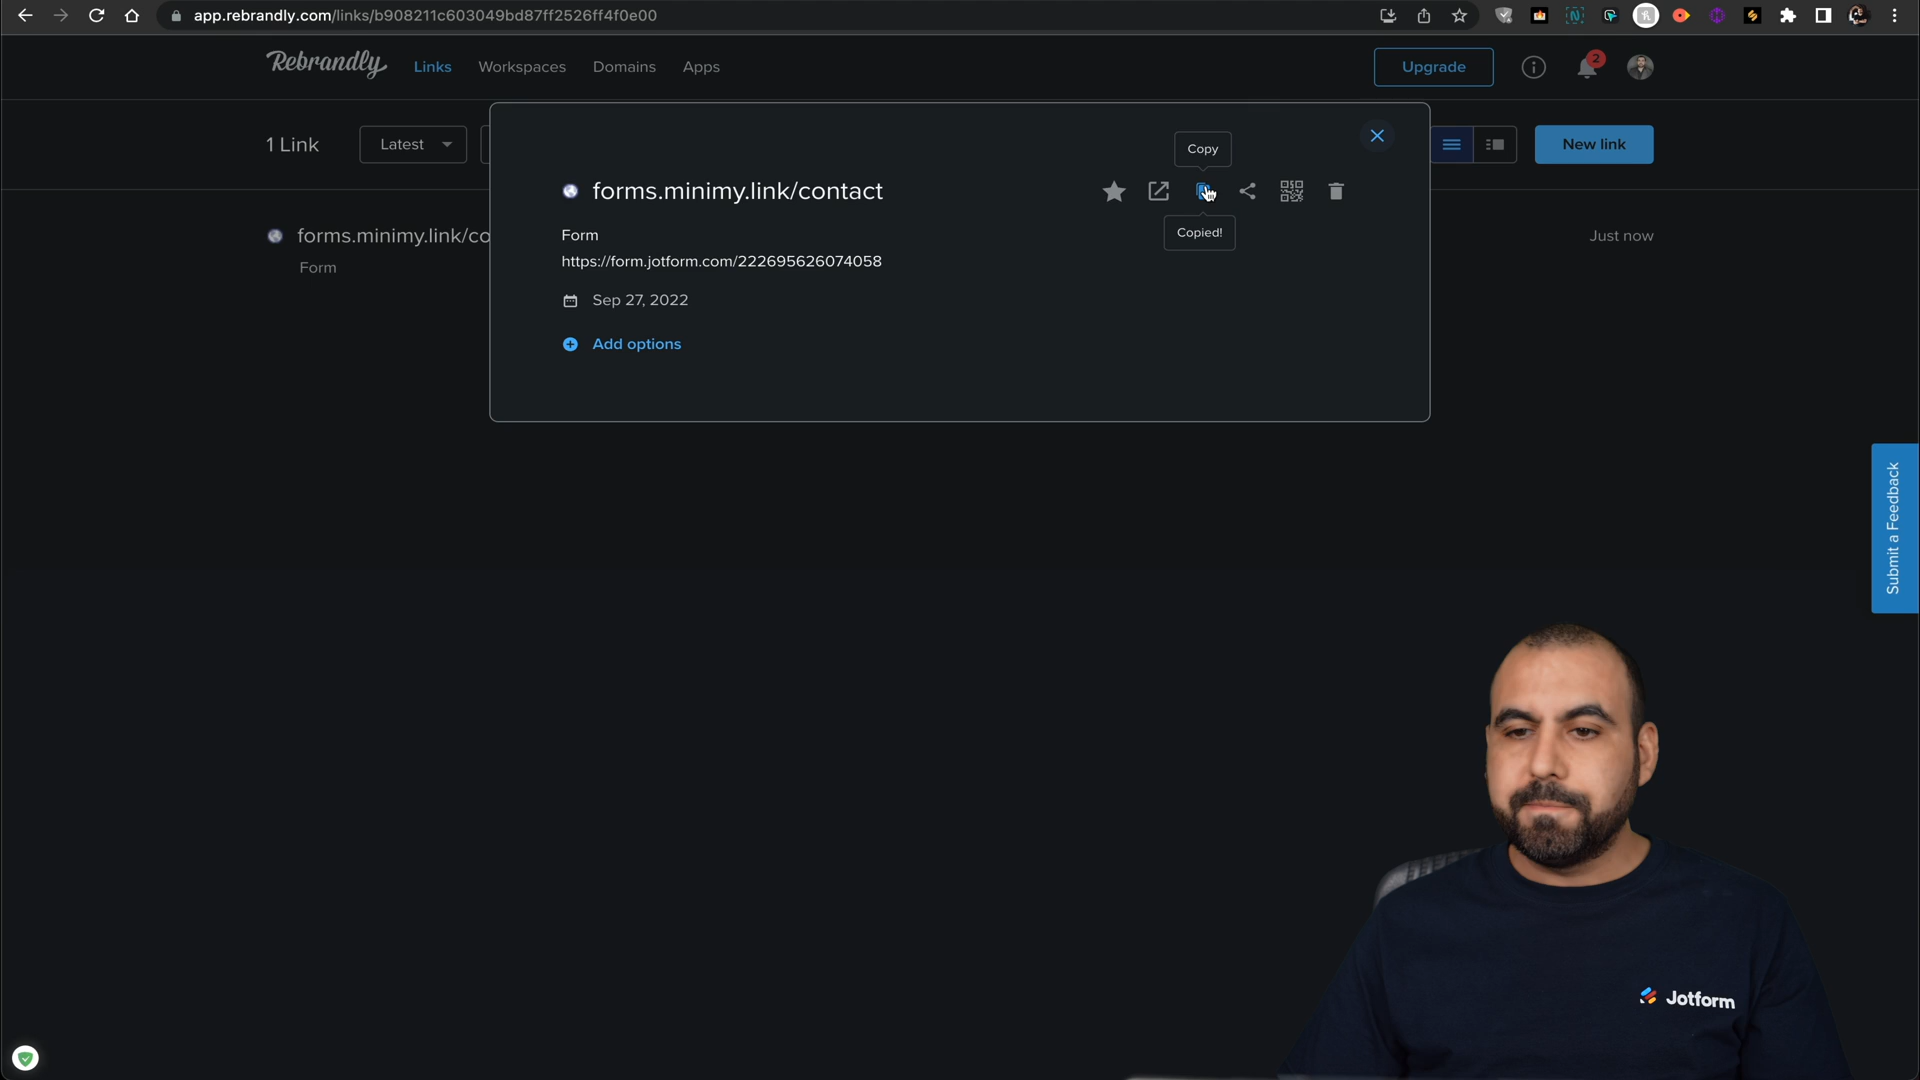 app.rebrandly.com/links/b908211c603049bd87ff2526ff4f0e00
Rebrandly Links Workspaces Domains Apps Upgrade 2
1 Link Latest New link
Copy
forms.minimy.link/contact
Copied!
Form
https://form.jotform.com/222695626074058
Sep 27, 2022
Add options
forms.minimy.link/co Just now
Form
Submit a Feedback
Jotform